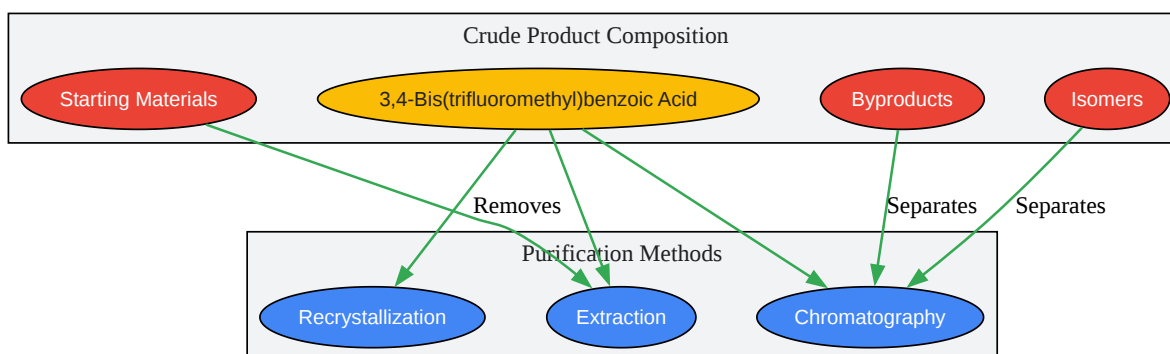 Crude Product Composition
Starting Materials
3,4-Bis(trifluoromethyl)benzoic Acid
Byproducts
Isomers
Removes
Separates
Separates
Purification Methods
Recrystallization
Extraction
Chromatography